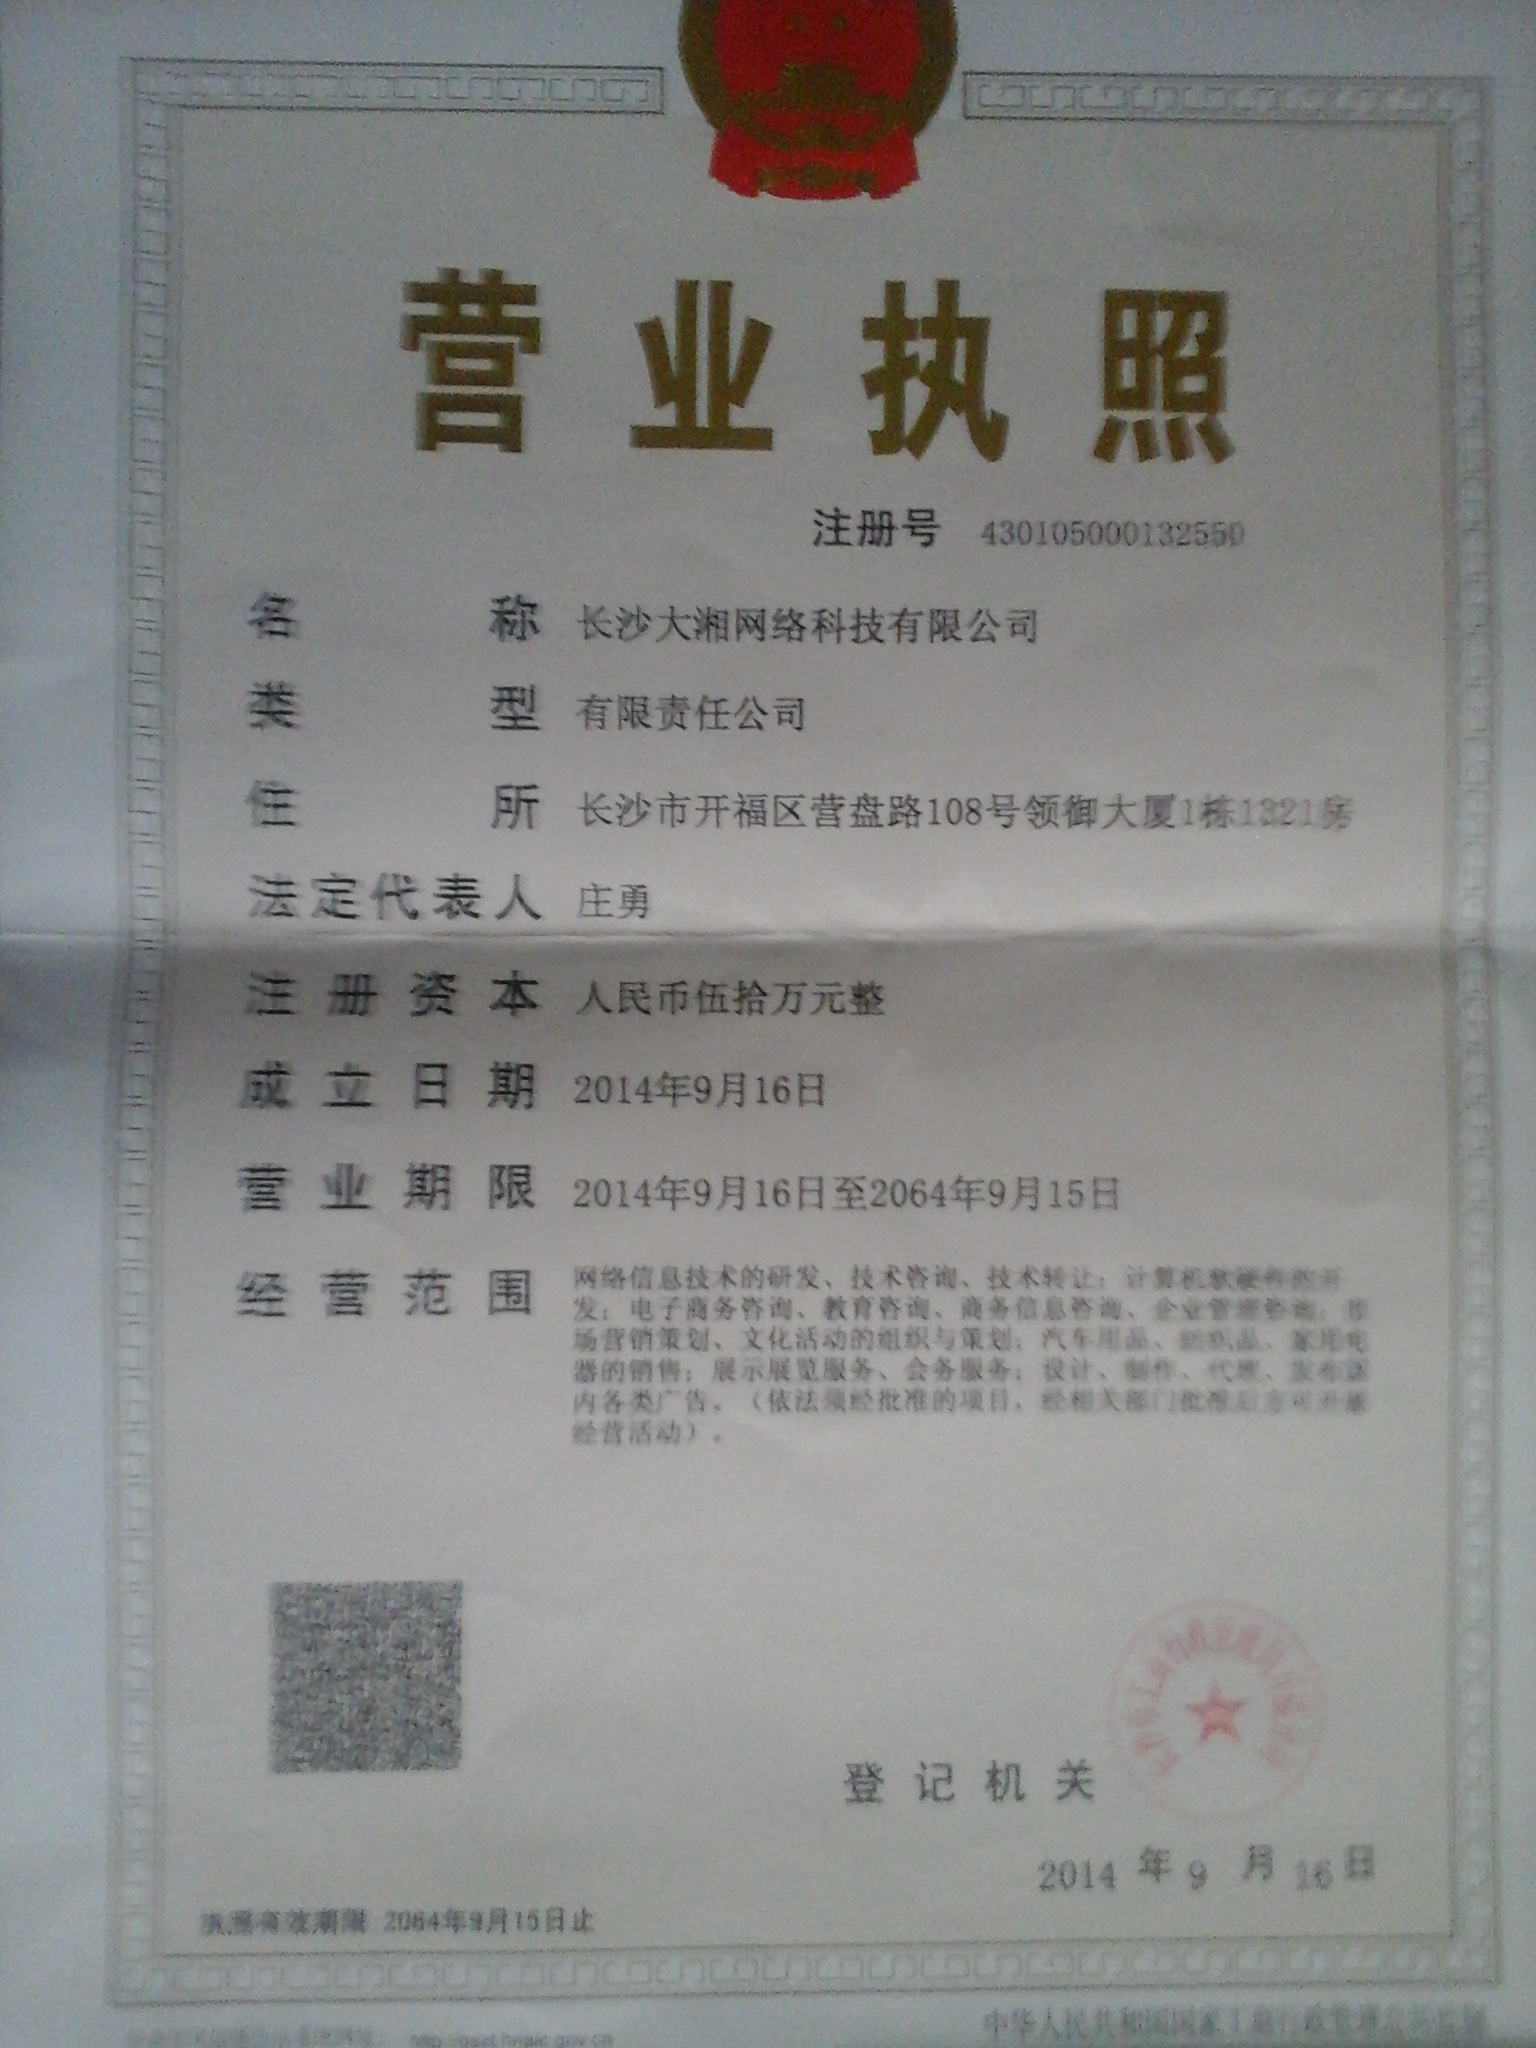 营业执照
注册号 430105000132550
名称 长沙大湘网络科技有限公司
类型 有限责任公司
住所 长沙市开福区营盘路108号领御大厦1栋1321房
法定代表人 庄勇
注册资本 人民币伍拾万元整
成立日期 2014年9月16日
营业期限 2014年9月16日至2064年9月15日
经营范围 网络信息技术的研发、技术咨询、技术转让；计算机软硬件的开
发；电子商务咨询、教育咨询、商务信息咨询、企业管理咨询；市
场营销策划、文化活动的组织与策划；汽车用品、纺织品、家用电
器的销售；展示展览服务、会务服务；设计、制作、代理、发布国
内各类广告。（依法须经批准的项目，经相关部门批准后方可开展
经营活动）。
登记机关
2014 年 9 月 16 日
执照有效期限 2064年9月15日止